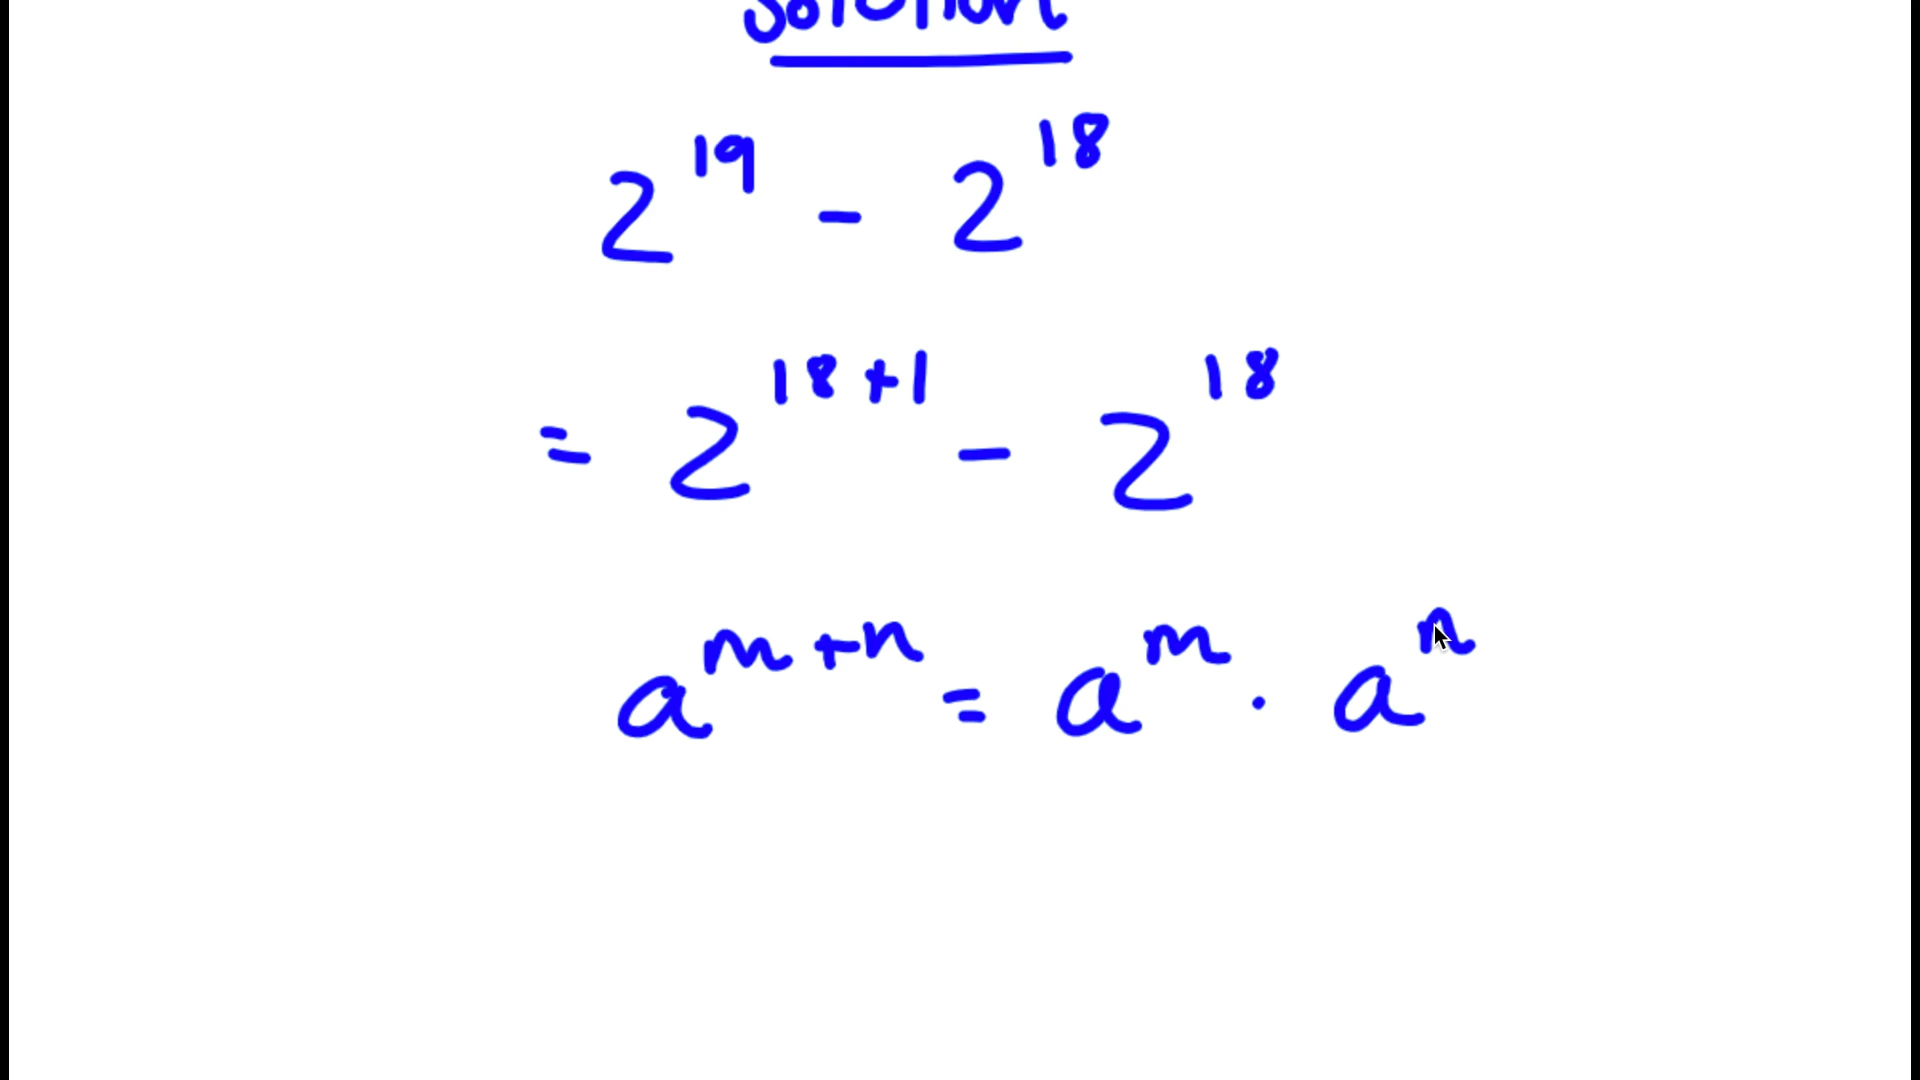 Solution
2^19 - 2^18
= 2^18+1 - 2^18
a^m+n = a^m · a^n